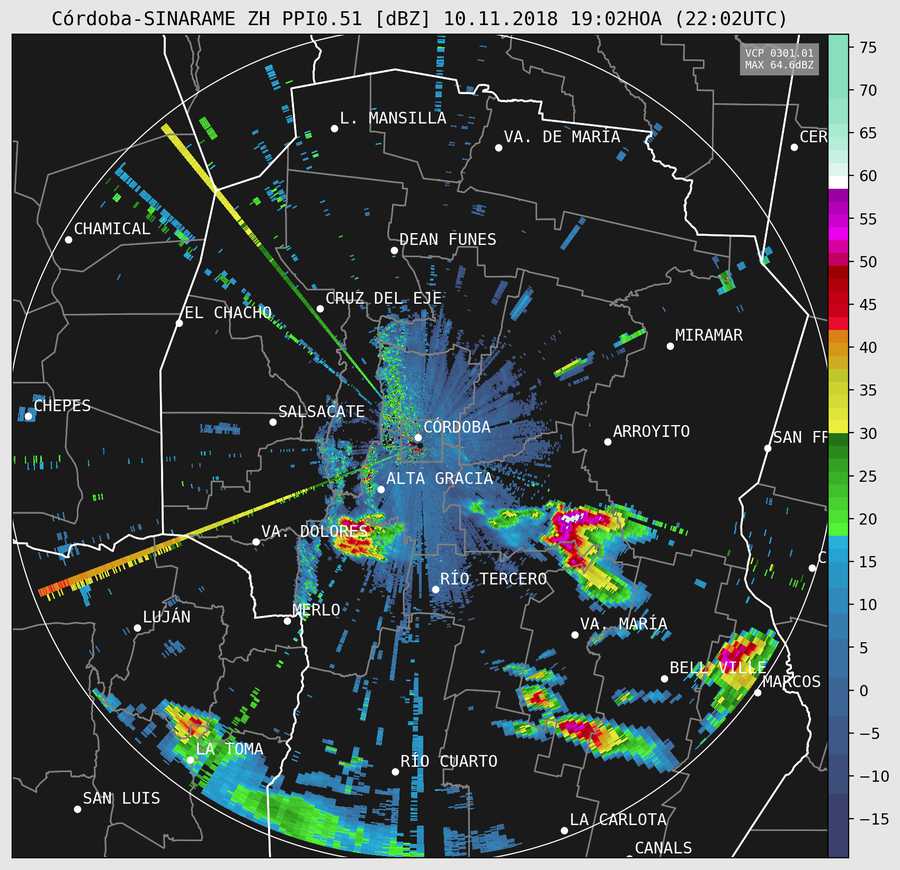 Córdoba-SINARAME ZH PPI0.51 [dBZ] 10.11.2018 19:02HOA (22:02UTC)
VCP 0301.01
MAX 64.6dBZ
L. MANSILLA
VA. DE MARÍA
CER
CHAMICAL
DEAN FUNES
CRUZ DEL EJE
EL CHACHO
MIRAMAR
CHEPES
SALSACATE
CÓRDOBA
ARROYITO
SAN FR
ALTA GRACIA
VA. DOLORES
C
RÍO TERCERO
MERLO
LUJÁN
VA. MARÍA
BELL VILLE
MARCOS
LA TOMA
RÍO CUARTO
SAN LUIS
LA CARLOTA
CANALS
75
70
65
60
55
50
45
40
35
30
25
20
15
10
5
0
−5
−10
−15